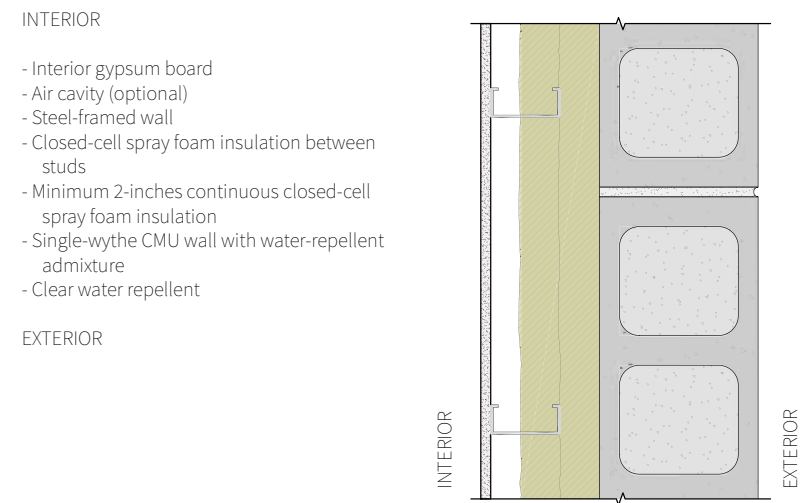 INTERIOR
- Interior gypsum board
- Air cavity (optional)
- Steel-framed wall
- Closed-cell spray foam insulation between
studs
- Minimum 2-inches continuous closed-cell
spray foam insulation
- Single-wythe CMU wall with water-repellent
admixture
- Clear water repellent
EXTERIOR
INTERIOR
EXTERIOR